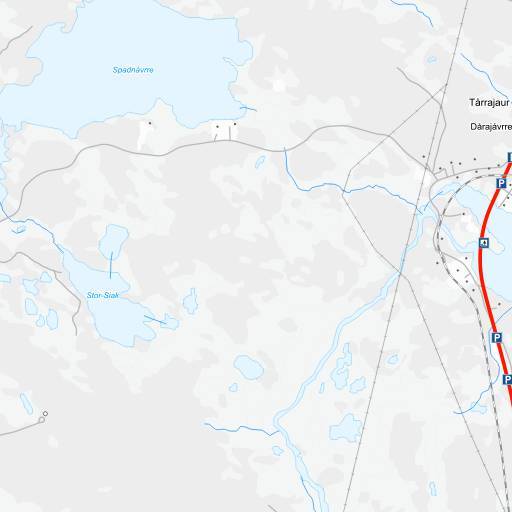 Spadnávrre
Tårrajaur
Dárajávrre
Stor-Siak
P
P
P